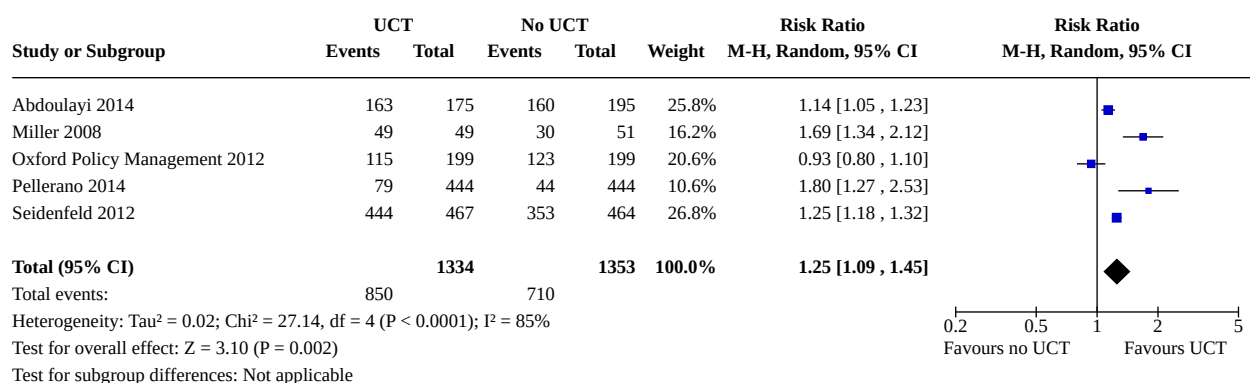 UCT No UCT Risk Ratio Risk Ratio
Study or Subgroup Events Total Events Total Weight M-H, Random, 95% CI M-H, Random, 95% CI
Abdoulayi 2014 163 175 160 195 25.8% 1.14 [1.05 , 1.23]
Miller 2008 49 49 30 51 16.2% 1.69 [1.34 , 2.12]
Oxford Policy Management 2012 115 199 123 199 20.6% 0.93 [0.80 , 1.10]
Pellerano 2014 79 444 44 444 10.6% 1.80 [1.27 , 2.53]
Seidenfeld 2012 444 467 353 464 26.8% 1.25 [1.18 , 1.32]
Total (95% CI) 1334 1353 100.0% 1.25 [1.09 , 1.45]
Total events: 850 710
Heterogeneity: Tau² = 0.02; Chi² = 27.14, df = 4 (P < 0.0001); I² = 85%
0.2 0.5 1 2 5
Test for overall effect: Z = 3.10 (P = 0.002) Favours no UCT Favours UCT
Test for subgroup differences: Not applicable